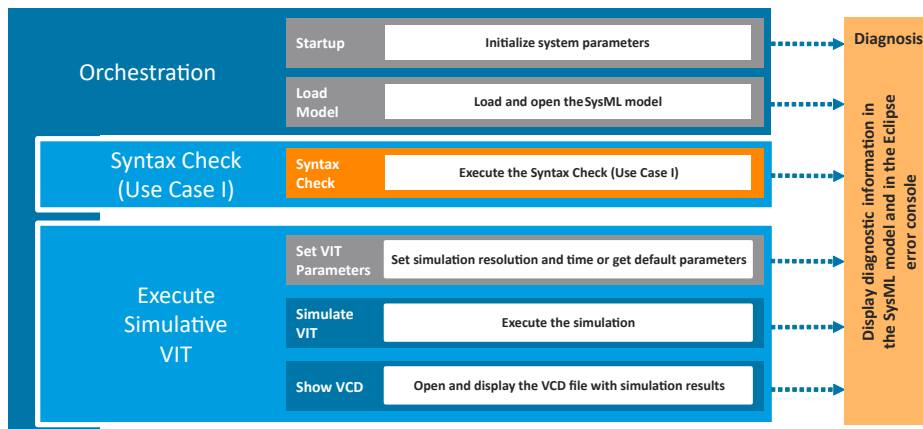 Orchestration
Startup
Initialize system parameters
Load
Model
Load and open the SysML model
Syntax Check
(Use Case I)
Syntax
Check
Execute the Syntax Check (Use Case I)
Execute
Simulative
VIT
Set VIT
Parameters
Set simulation resolution and time or get default parameters
Simulate
VIT
Execute the simulation
Show VCD
Open and display the VCD file with simulation results
Diagnosis
Display diagnostic information in
the SysML model and in the Eclipse
error console